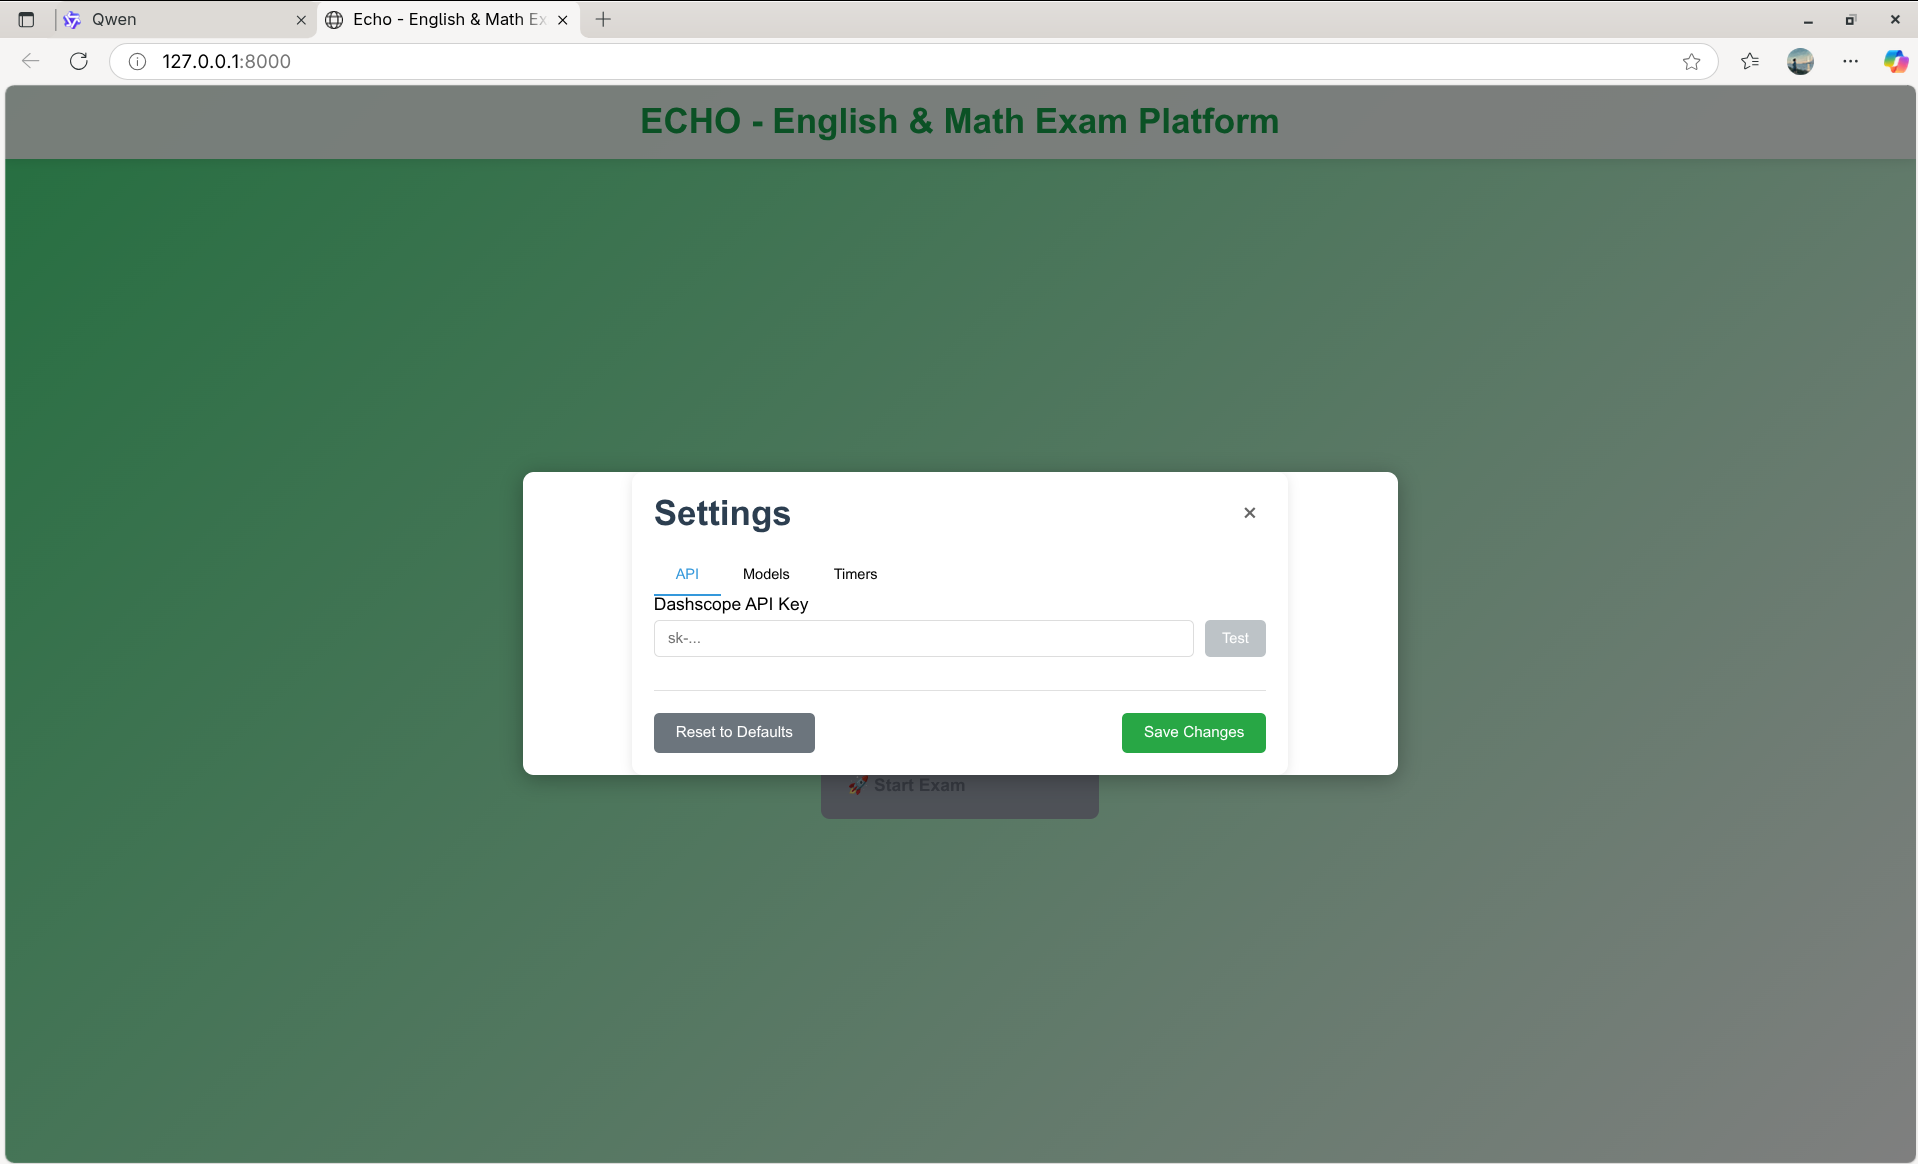 Qwen
Echo - English & Math Ex
127.0.0.1:8000
ECHO - English & Math Exam Platform
Settings
API Models Timers
Dashscope API Key
sk-...
Test
Reset to Defaults
Save Changes
🚀 Start Exam